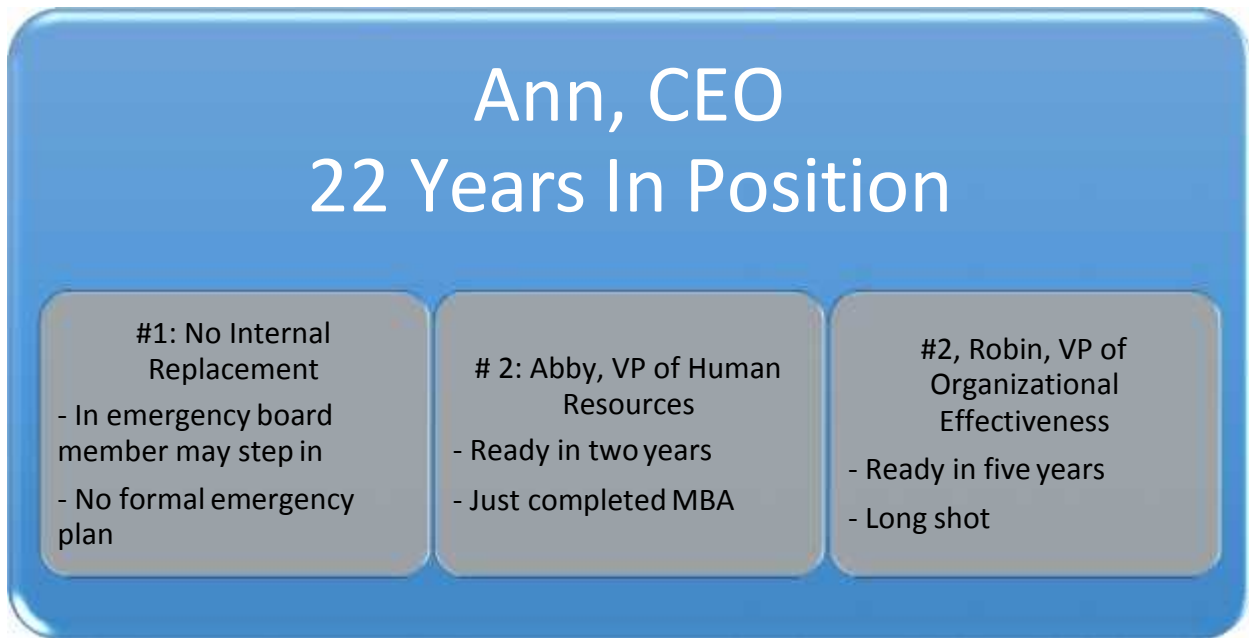 Ann, CEO
22 Years In Position
#1: No Internal
Replacement
- In emergency board
member may step in
- No formal emergency
plan
# 2: Abby, VP of Human
Resources
- Ready in two years
- Just completed MBA
#2, Robin, VP of
Organizational
Effectiveness
- Ready in five years
- Long shot